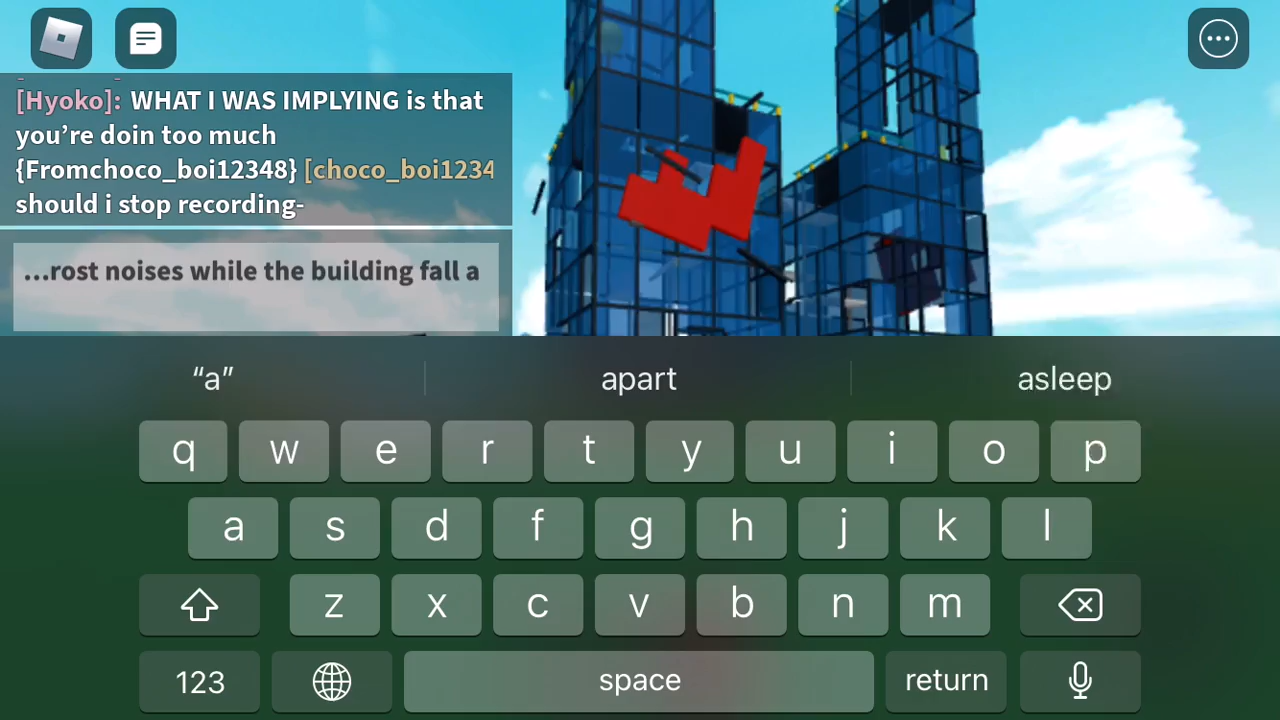 [Hyoko]: WHAT I WAS IMPLYING is that
you’re doin too much
{Fromchoco_boi12348} [choco_boi1234
should i stop recording-
...rost noises while the building fall a
“a” apart asleep
q w e r t y u i o p
a s d f g h j k l
z x c v b n m
123 space return